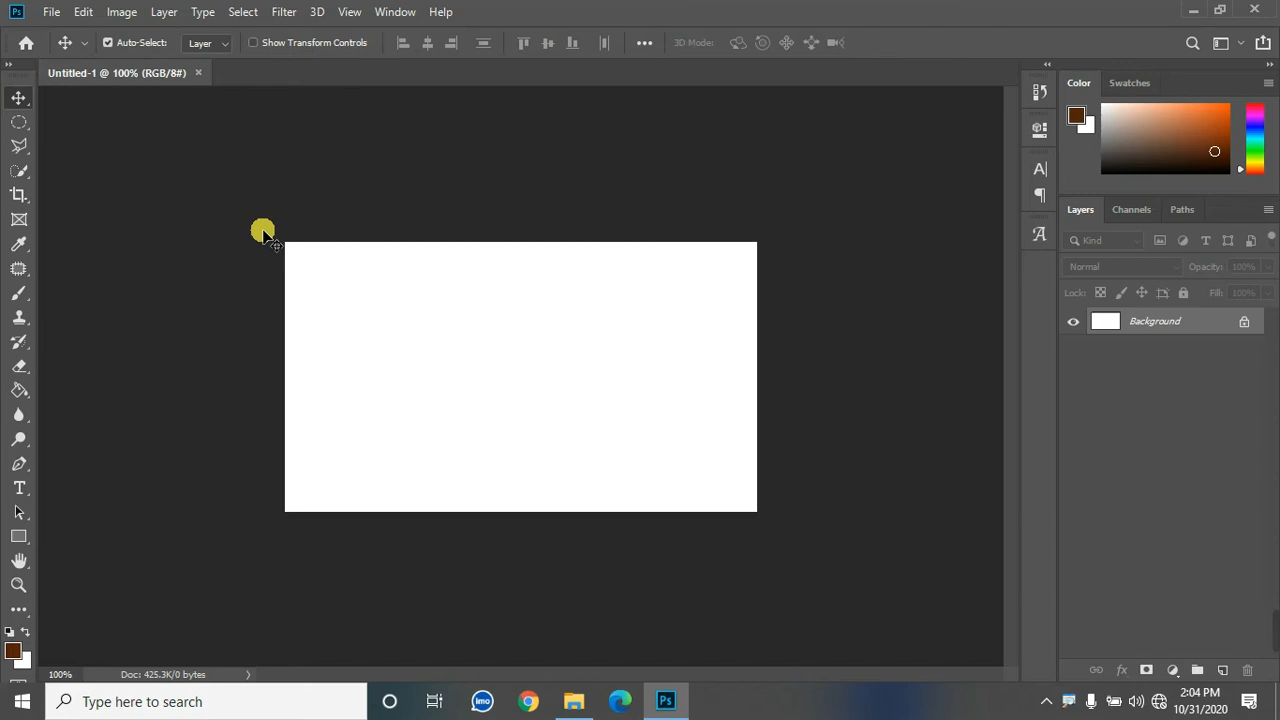 Ps File Edit Image Layer Type Select Filter 3D View Window Help
Auto-Select: Layer Show Transform Controls 3D Mode:
Untitled-1 @ 100% (RGB/8#) ×
Color Swatches
Layers Channels Paths
Kind
Normal Opacity: 100%
Lock: Fill: 100%
Background
100% Doc: 425.3K/0 bytes
Type here to search imo Ps 2:04 PM
10/31/2020